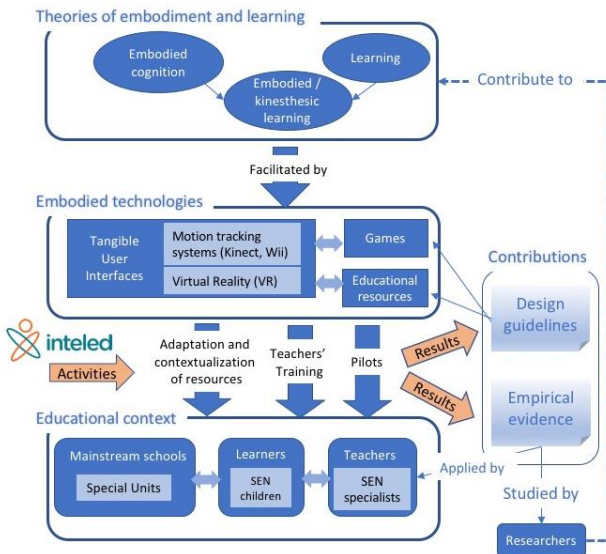 Theories of embodiment and learning
Embodied
cognition
Learning
Embodied /
kinesthesic
learning
Contribute to
Facilitated by
Embodied technologies
Tangible
User
Interfaces
Motion tracking
systems (Kinect, Wii)
Virtual Reality (VR)
Games
Educational
resources
Contributions
Design
guidelines
Empirical
evidence
inteled
Activities
Adaptation and
contextualization
of resources
Teachers'
Training
Pilots
Results
Results
Educational context
Mainstream schools
Special Units
Learners
SEN
children
Teachers
SEN
specialists
Applied by
Studied by
Researchers